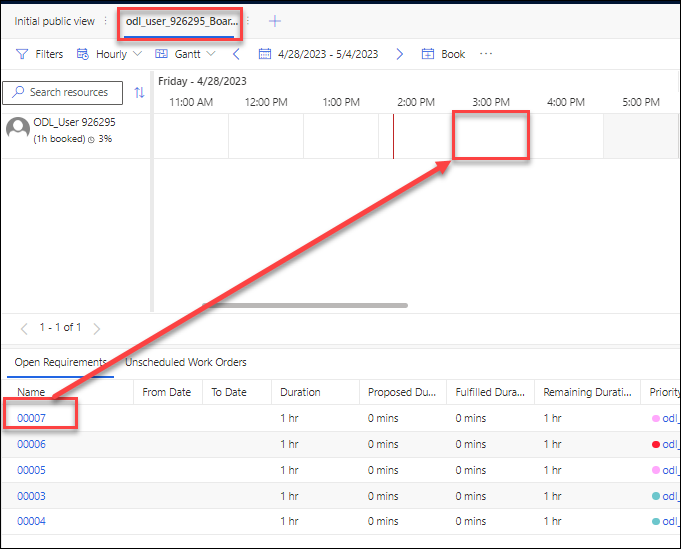 Initial public view odl_user_926295_Boar...
Filters Hourly Gantt 4/28/2023 - 5/4/2023 Book ...
Search resources
Friday - 4/28/2023
11:00 AM 12:00 PM 1:00 PM 2:00 PM 3:00 PM 4:00 PM 5:00 PM
ODL_User 926295
(1h booked) 3%
1 - 1 of 1
Open Requirements Unscheduled Work Orders
Name From Date To Date Duration Proposed Du... Fulfilled Dura... Remaining Durati... Priority
00007 1 hr 0 mins 0 mins 1 hr odl_
00006 1 hr 0 mins 0 mins 1 hr odl_
00005 1 hr 0 mins 0 mins 1 hr odl_
00003 1 hr 0 mins 0 mins 1 hr odl_
00004 1 hr 0 mins 0 mins 1 hr odl_